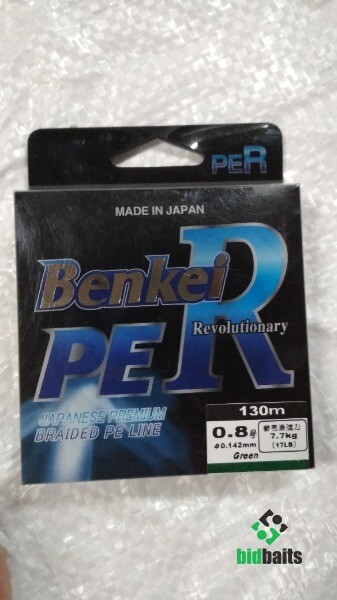 PER
MADE IN JAPAN
Benkei
PE R
Revolutionary
JAPANESE PREMIUM
BRAIDED PE LINE
130m
0.8号
Φ0.142mm
7.7kg
(17LB)
Green
bidbaits